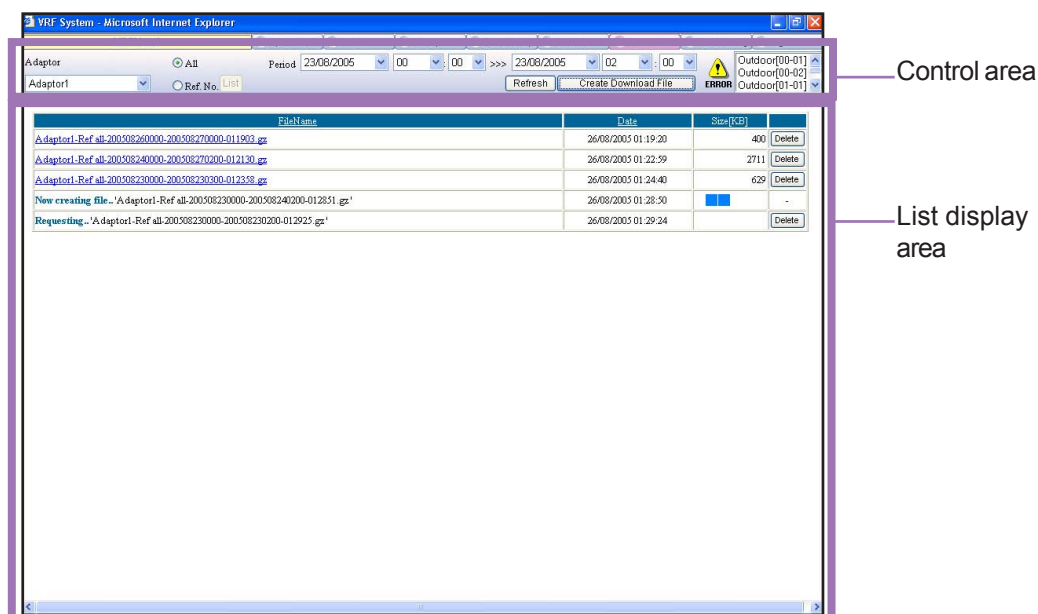 VRF System - Microsoft Internet Explorer
Adaptor
All
Period 23/08/2005 00 : 00 >>> 23/08/2005 02 : 00
Adaptor1
Ref. No. List
Refresh
Create Download File
ERROR
Outdoor[00-01]
Outdoor[00-02]
Outdoor[01-01]
Control area
FileName Date Size[KB]
Adaptor1-Ref all-200508260000-200508270000-011903.gz 26/08/2005 01:19:20 400 Delete
Adaptor1-Ref all-200508240000-200508270200-012130.gz 26/08/2005 01:22:59 2711 Delete
Adaptor1-Ref all-200508230000-200508230300-012358.gz 26/08/2005 01:24:40 629 Delete
Now creating file.. 'Adaptor1-Ref all-200508230000-200508240200-012851.gz' 26/08/2005 01:28:50 -
Requesting.. 'Adaptor1-Ref all-200508230000-200508230200-012925.gz' 26/08/2005 01:29:24 Delete
List display
area